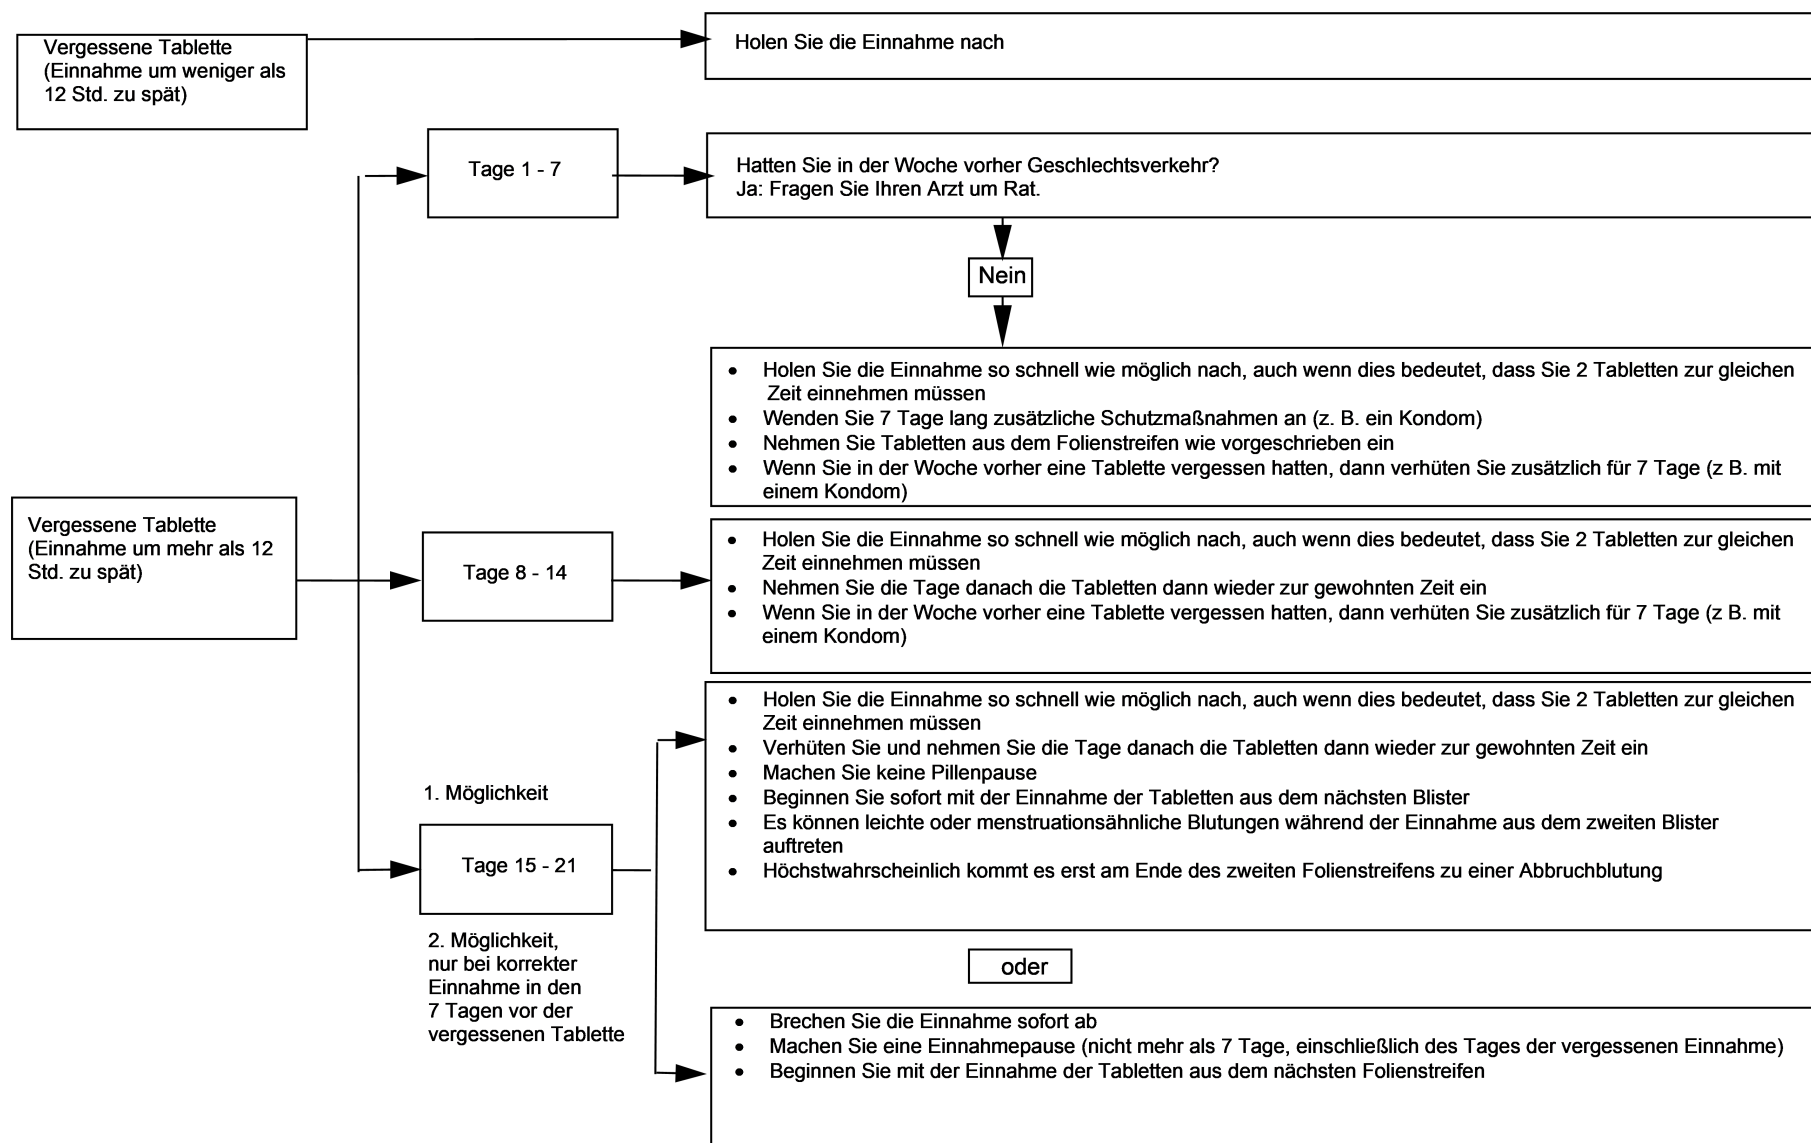 Vergessene Tablette
(Einnahme um weniger als
12 Std. zu spät)
Holen Sie die Einnahme nach
Tage 1 - 7
Hatten Sie in der Woche vorher Geschlechtsverkehr?
Ja: Fragen Sie Ihren Arzt um Rat.
Nein
• Holen Sie die Einnahme so schnell wie möglich nach, auch wenn dies bedeutet, dass Sie 2 Tabletten zur gleichen
Zeit einnehmen müssen
• Wenden Sie 7 Tage lang zusätzliche Schutzmaßnahmen an (z. B. ein Kondom)
• Nehmen Sie Tabletten aus dem Folienstreifen wie vorgeschrieben ein
• Wenn Sie in der Woche vorher eine Tablette vergessen hatten, dann verhüten Sie zusätzlich für 7 Tage (z B. mit
einem Kondom)
Vergessene Tablette
(Einnahme um mehr als 12
Std. zu spät)
Tage 8 - 14
• Holen Sie die Einnahme so schnell wie möglich nach, auch wenn dies bedeutet, dass Sie 2 Tabletten zur gleichen
Zeit einnehmen müssen
• Nehmen Sie die Tage danach die Tabletten dann wieder zur gewohnten Zeit ein
• Wenn Sie in der Woche vorher eine Tablette vergessen hatten, dann verhüten Sie zusätzlich für 7 Tage (z B. mit
einem Kondom)
1. Möglichkeit
Tage 15 - 21
2. Möglichkeit,
nur bei korrekter
Einnahme in den
7 Tagen vor der
vergessenen Tablette
• Holen Sie die Einnahme so schnell wie möglich nach, auch wenn dies bedeutet, dass Sie 2 Tabletten zur gleichen
Zeit einnehmen müssen
• Verhüten Sie und nehmen Sie die Tage danach die Tabletten dann wieder zur gewohnten Zeit ein
• Machen Sie keine Pillenpause
• Beginnen Sie sofort mit der Einnahme der Tabletten aus dem nächsten Blister
• Es können leichte oder menstruationsähnliche Blutungen während der Einnahme aus dem zweiten Blister
auftreten
• Höchstwahrscheinlich kommt es erst am Ende des zweiten Folienstreifens zu einer Abbruchblutung
oder
• Brechen Sie die Einnahme sofort ab
• Machen Sie eine Einnahmepause (nicht mehr als 7 Tage, einschließlich des Tages der vergessenen Einnahme)
• Beginnen Sie mit der Einnahme der Tabletten aus dem nächsten Folienstreifen